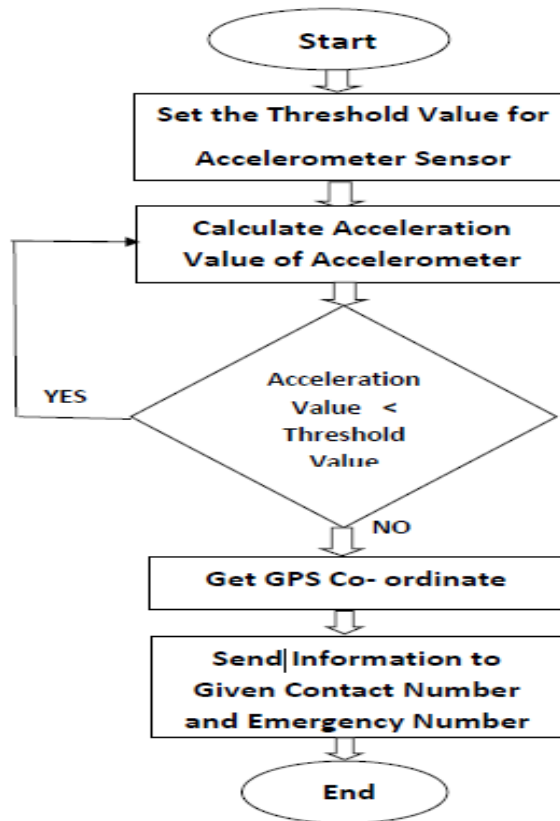 Start
Set the Threshold Value for
Accelerometer Sensor
Calculate Acceleration
Value of Accelerometer
Acceleration
Value <
Threshold
Value
YES
NO
Get GPS Co- ordinate
Send Information to
Given Contact Number
and Emergency Number
End